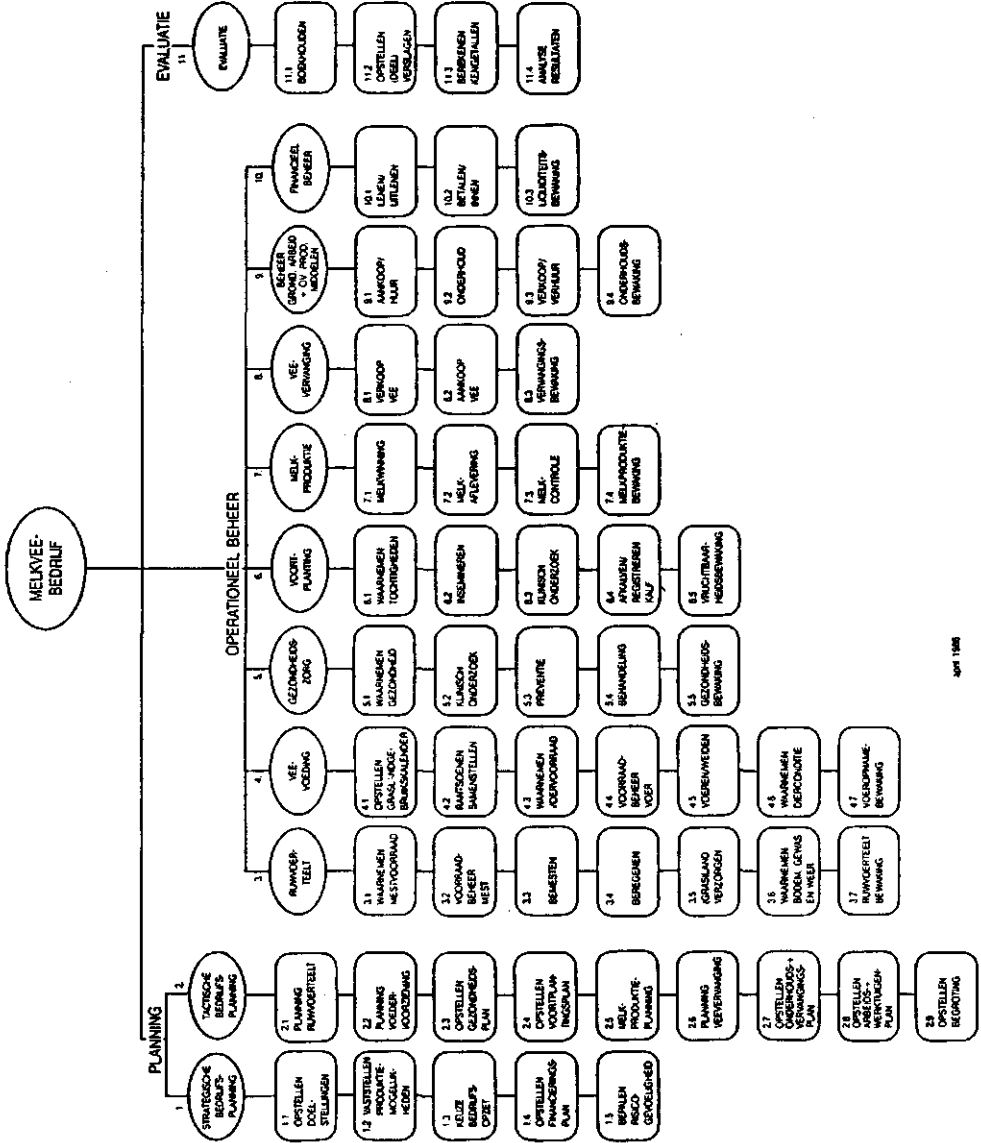 MELKVEE-
BEDRIJF
PLANNING
OPERATIONEEL BEHEER
EVALUATIE
1
STRATEGISCHE
BEDRIJFS-
PLANNING
1.1
OPSTELLEN
DOEL-
STELLINGEN
1.2 VASTSTELLEN
PRODUCTIE-
MOGELIJK-
HEDEN
1.3
KEUZE
BEDRIJFS-
OPZET
1.4
OPSTELLEN
FINANCIERINGS-
PLAN
1.5
BEPALEN
RISICO
GEVOELIGHEID
2.
TACTISCHE
BEDRIJFS-
PLANNING
2.1
PLANNING
RUWVOERTEELT
2.2
PLANNING
VOEDER-
VOORZIENING
2.3
OPSTELLEN
GEZONDHEIDS-
PLAN
2.4
OPSTELLEN
VOORTPLAN-
TINGSPLAN
2.5
MELK-
PRODUCTIE-
PLANNING
2.6
PLANNING
VEEVERVANGING
2.7
OPSTELLEN
ONDERHOUDS-+
VERVANGINGS-
PLAN
2.8
OPSTELLEN
ARBEIDS-+
WERKTUIGEN-
PLAN
2.9
OPSTELLEN
BEGROTING
3.
RUWVOER-
TEELT
3.1
WAARNEMEN
MESTVOORRAAD
3.2
VOORRAAD-
BEHEER
MEST
3.3
BEMESTEN
3.4
BEREGENEN
3.5
(GRAS)LAND
VERZORGEN
3.6
WAARNEMEN
BODEM, GEWAS
EN WEER
3.7
RUWVOERTEELT
BEWAKING
4.
VEE-
VOEDING
4.1
OPSTELLEN
GRASLANDGE-
BRUIKSKALENDER
4.2
RANTSOENEN
SAMENSTELLEN
4.3
WAARNEMEN
VOERVOORRAAD
4.4
VOORRAAD-
BEHEER
VOER
4.5
VOEREN/WEIDEN
4.6
WAARNEMEN
DIERCONDITIE
4.7
VOEROPNAME-
BEWAKING
5.
GEZONDHEIDS-
ZORG
5.1
WAARNEMEN
GEZONDHEID
5.2
KLINISCH
ONDERZOEK
5.3
PREVENTIE
5.4
BEHANDELING
5.5
GEZONDHEIDS-
BEWAKING
6.
VOORT-
PLANTING
6.1
WAARNEMEN
TOCHTIGHEDEN
6.2
INSEMINEREN
6.3
KLINISCH
ONDERZOEK
6.4
AFKALVEN/
REGISTREREN
KALF
6.5
VRUCHTBAAR-
HEIDSBEWAKING
7.
MELK-
PRODUKTIE
7.1
MELKWINNING
7.2
MELK-
AFLEVERING
7.3
MELK-
CONTROLE
7.4
MELKPRODUKTIE-
BEWAKING
8.
VEE-
VERVANGING
8.1
VERKOOP
VEE
8.2
AANKOOP
VEE
8.3
VERVANGINGS-
BEWAKING
9.
BEHEER
GROND, ARBEID
+ OV PROD.
MIDDELEN
9.1
AANKOOP/
HUUR
9.2
ONDERHOUD
9.3
VERKOOP/
VERHUUR
9.4
ONDERHOUDS-
BEWAKING
10.
FINANCIEEL
BEHEER
10.1
LENEN/
UITLENEN
10.2
BETALEN/
INNEN
10.3
LIQUIDITEITS-
BEWAKING
11
EVALUATIE
11.1
BOEKHOUDEN
11.2
OPSTELLEN
(DEEL)
VERSLAGEN
11.3
BEREKENEN
KENGETALLEN
11.4
ANALYSE
RESULTATEN
april 1986